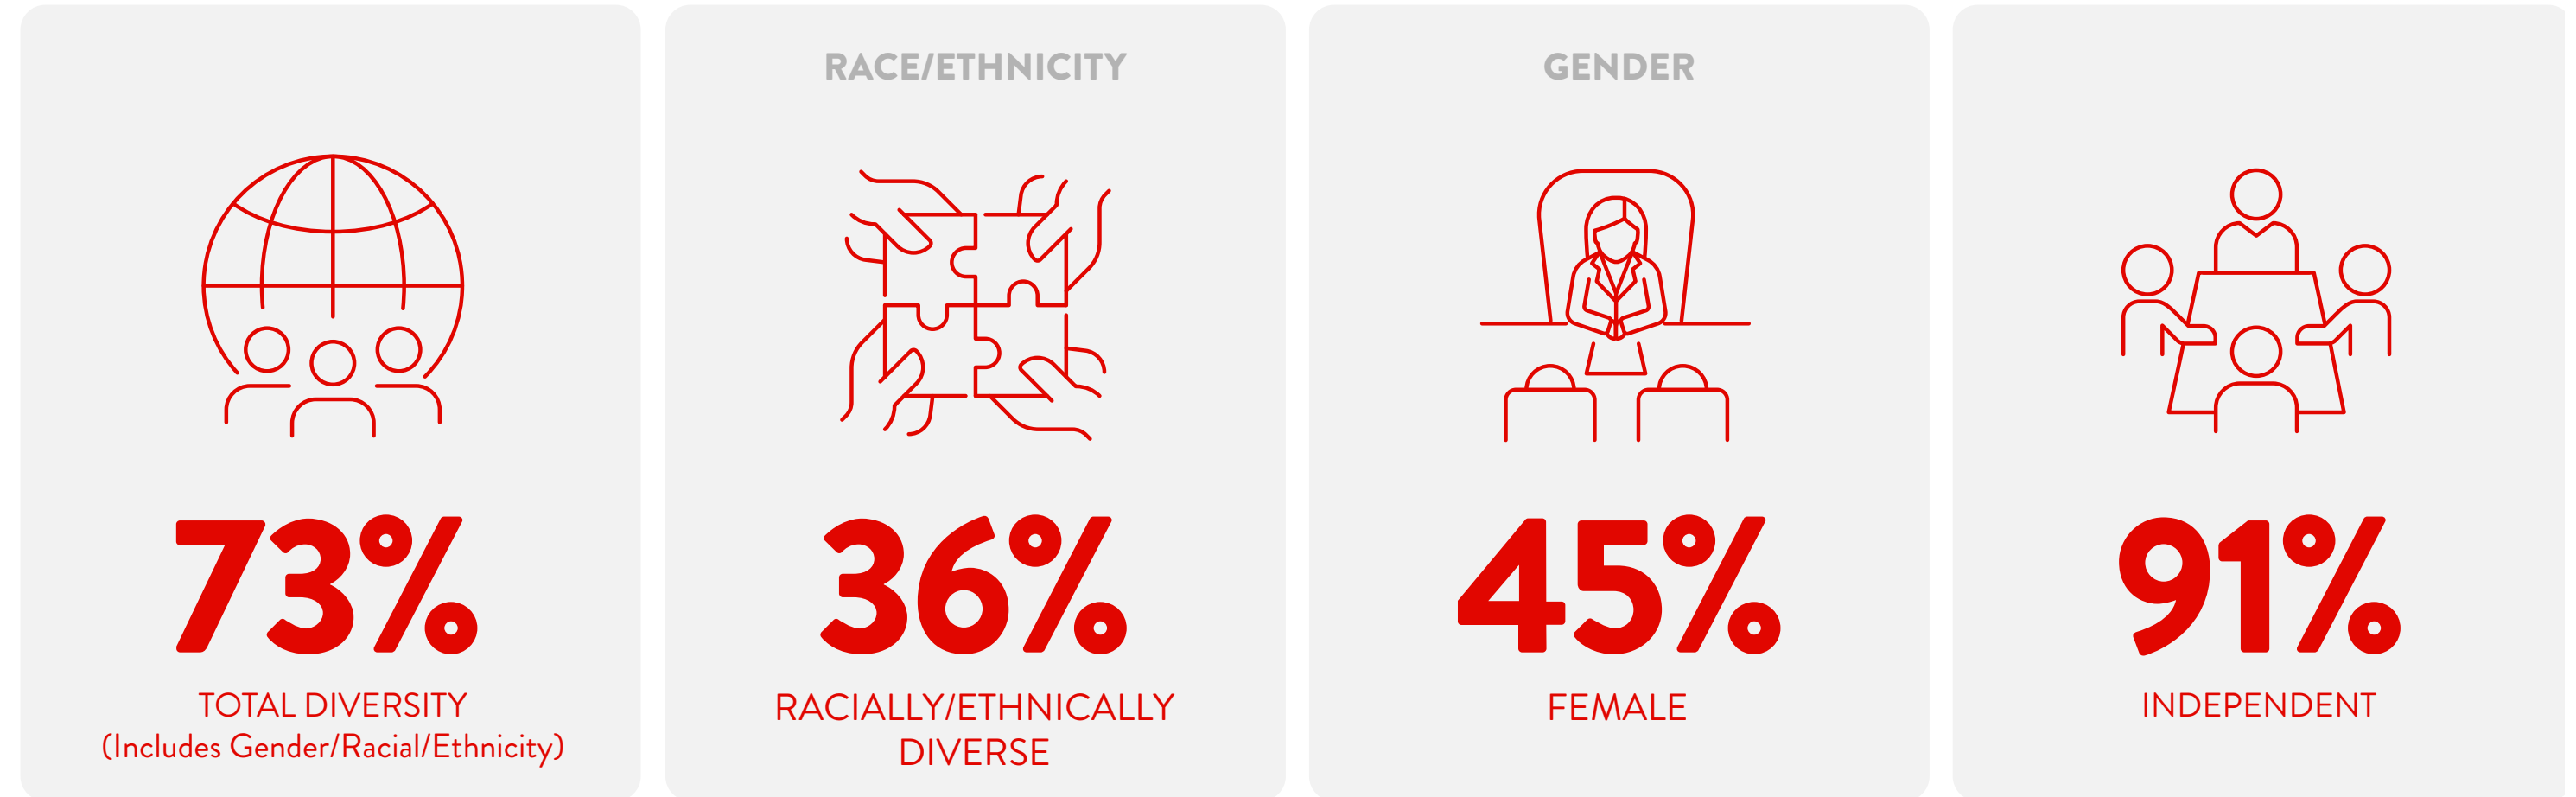 73%
TOTAL DIVERSITY
(Includes Gender/Racial/Ethnicity)
RACE/ETHNICITY
36%
RACIALLY/ETHNICALLY
DIVERSE
GENDER
45%
FEMALE
91%
INDEPENDENT